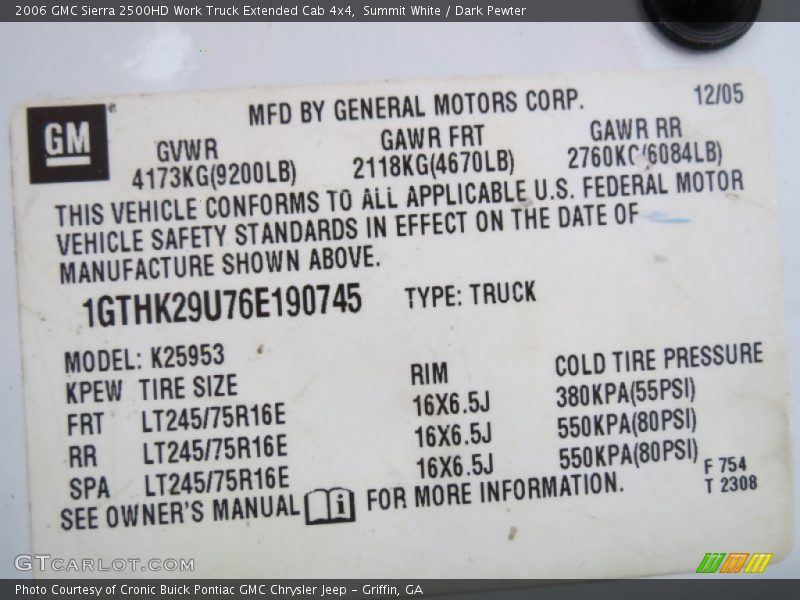 2006 GMC Sierra 2500HD Work Truck Extended Cab 4x4,  Summit White / Dark Pewter
MFD BY GENERAL MOTORS CORP. 12/05
GM
GVWR GAWR FRT GAWR RR
4173KG(9200LB) 2118KG(4670LB) 2760KG(6084LB)
THIS VEHICLE CONFORMS TO ALL APPLICABLE U.S. FEDERAL MOTOR
VEHICLE SAFETY STANDARDS IN EFFECT ON THE DATE OF
MANUFACTURE SHOWN ABOVE.
1GTHK29U76E190745 TYPE: TRUCK
MODEL: K25953
RIM COLD TIRE PRESSURE
KPEW TIRE SIZE
FRT LT245/75R16E 16X6.5J 380KPA(55PSI)
RR LT245/75R16E 16X6.5J 550KPA(80PSI)
SPA LT245/75R16E 16X6.5J 550KPA(80PSI)
F 754
T 2308
SEE OWNER'S MANUAL i FOR MORE INFORMATION.
GTCARLOT.COM
Photo Courtesy of Cronic Buick Pontiac GMC Chrysler Jeep – Griffin, GA